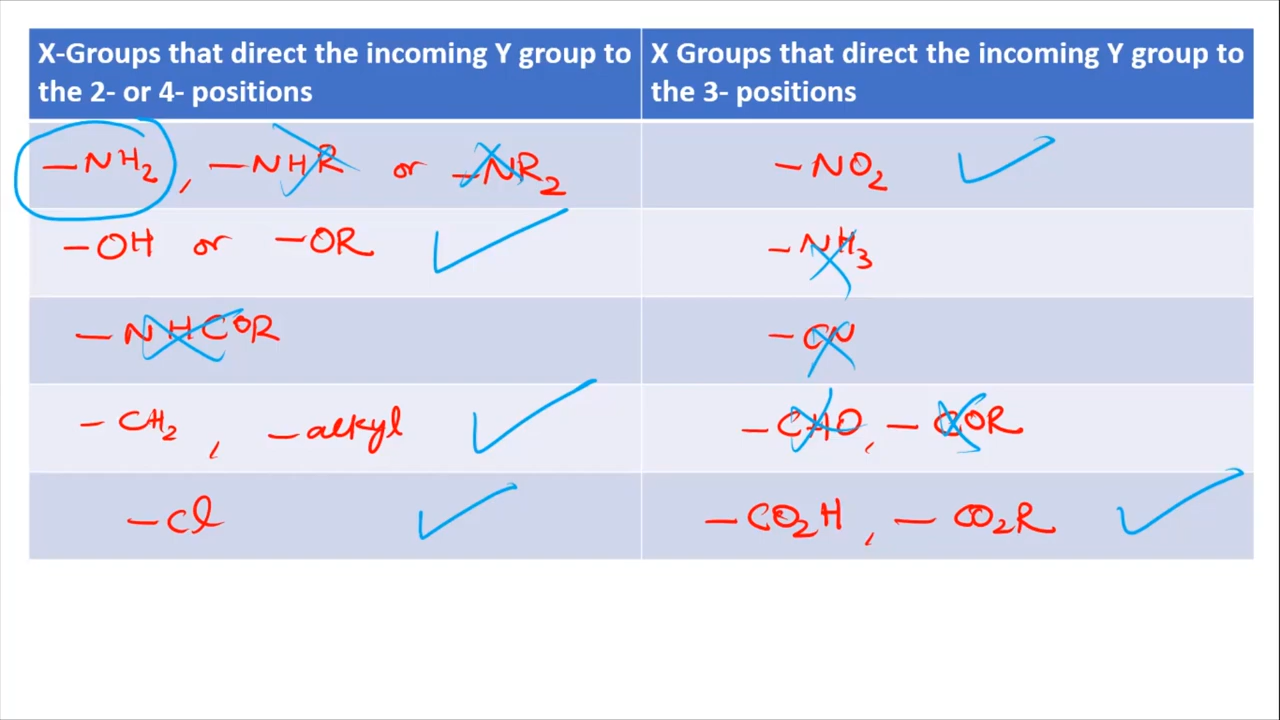 X-Groups that direct the incoming Y group to
the 2- or 4- positions
X Groups that direct the incoming Y group to
the 3- positions
-NH2, -NHR or -NR2
-NO2
-OH or -OR
-NH3
-NHCOR
-CN
-CH2, -alkyl
-CHO, -COR
-Cl
-CO2H, -CO2R